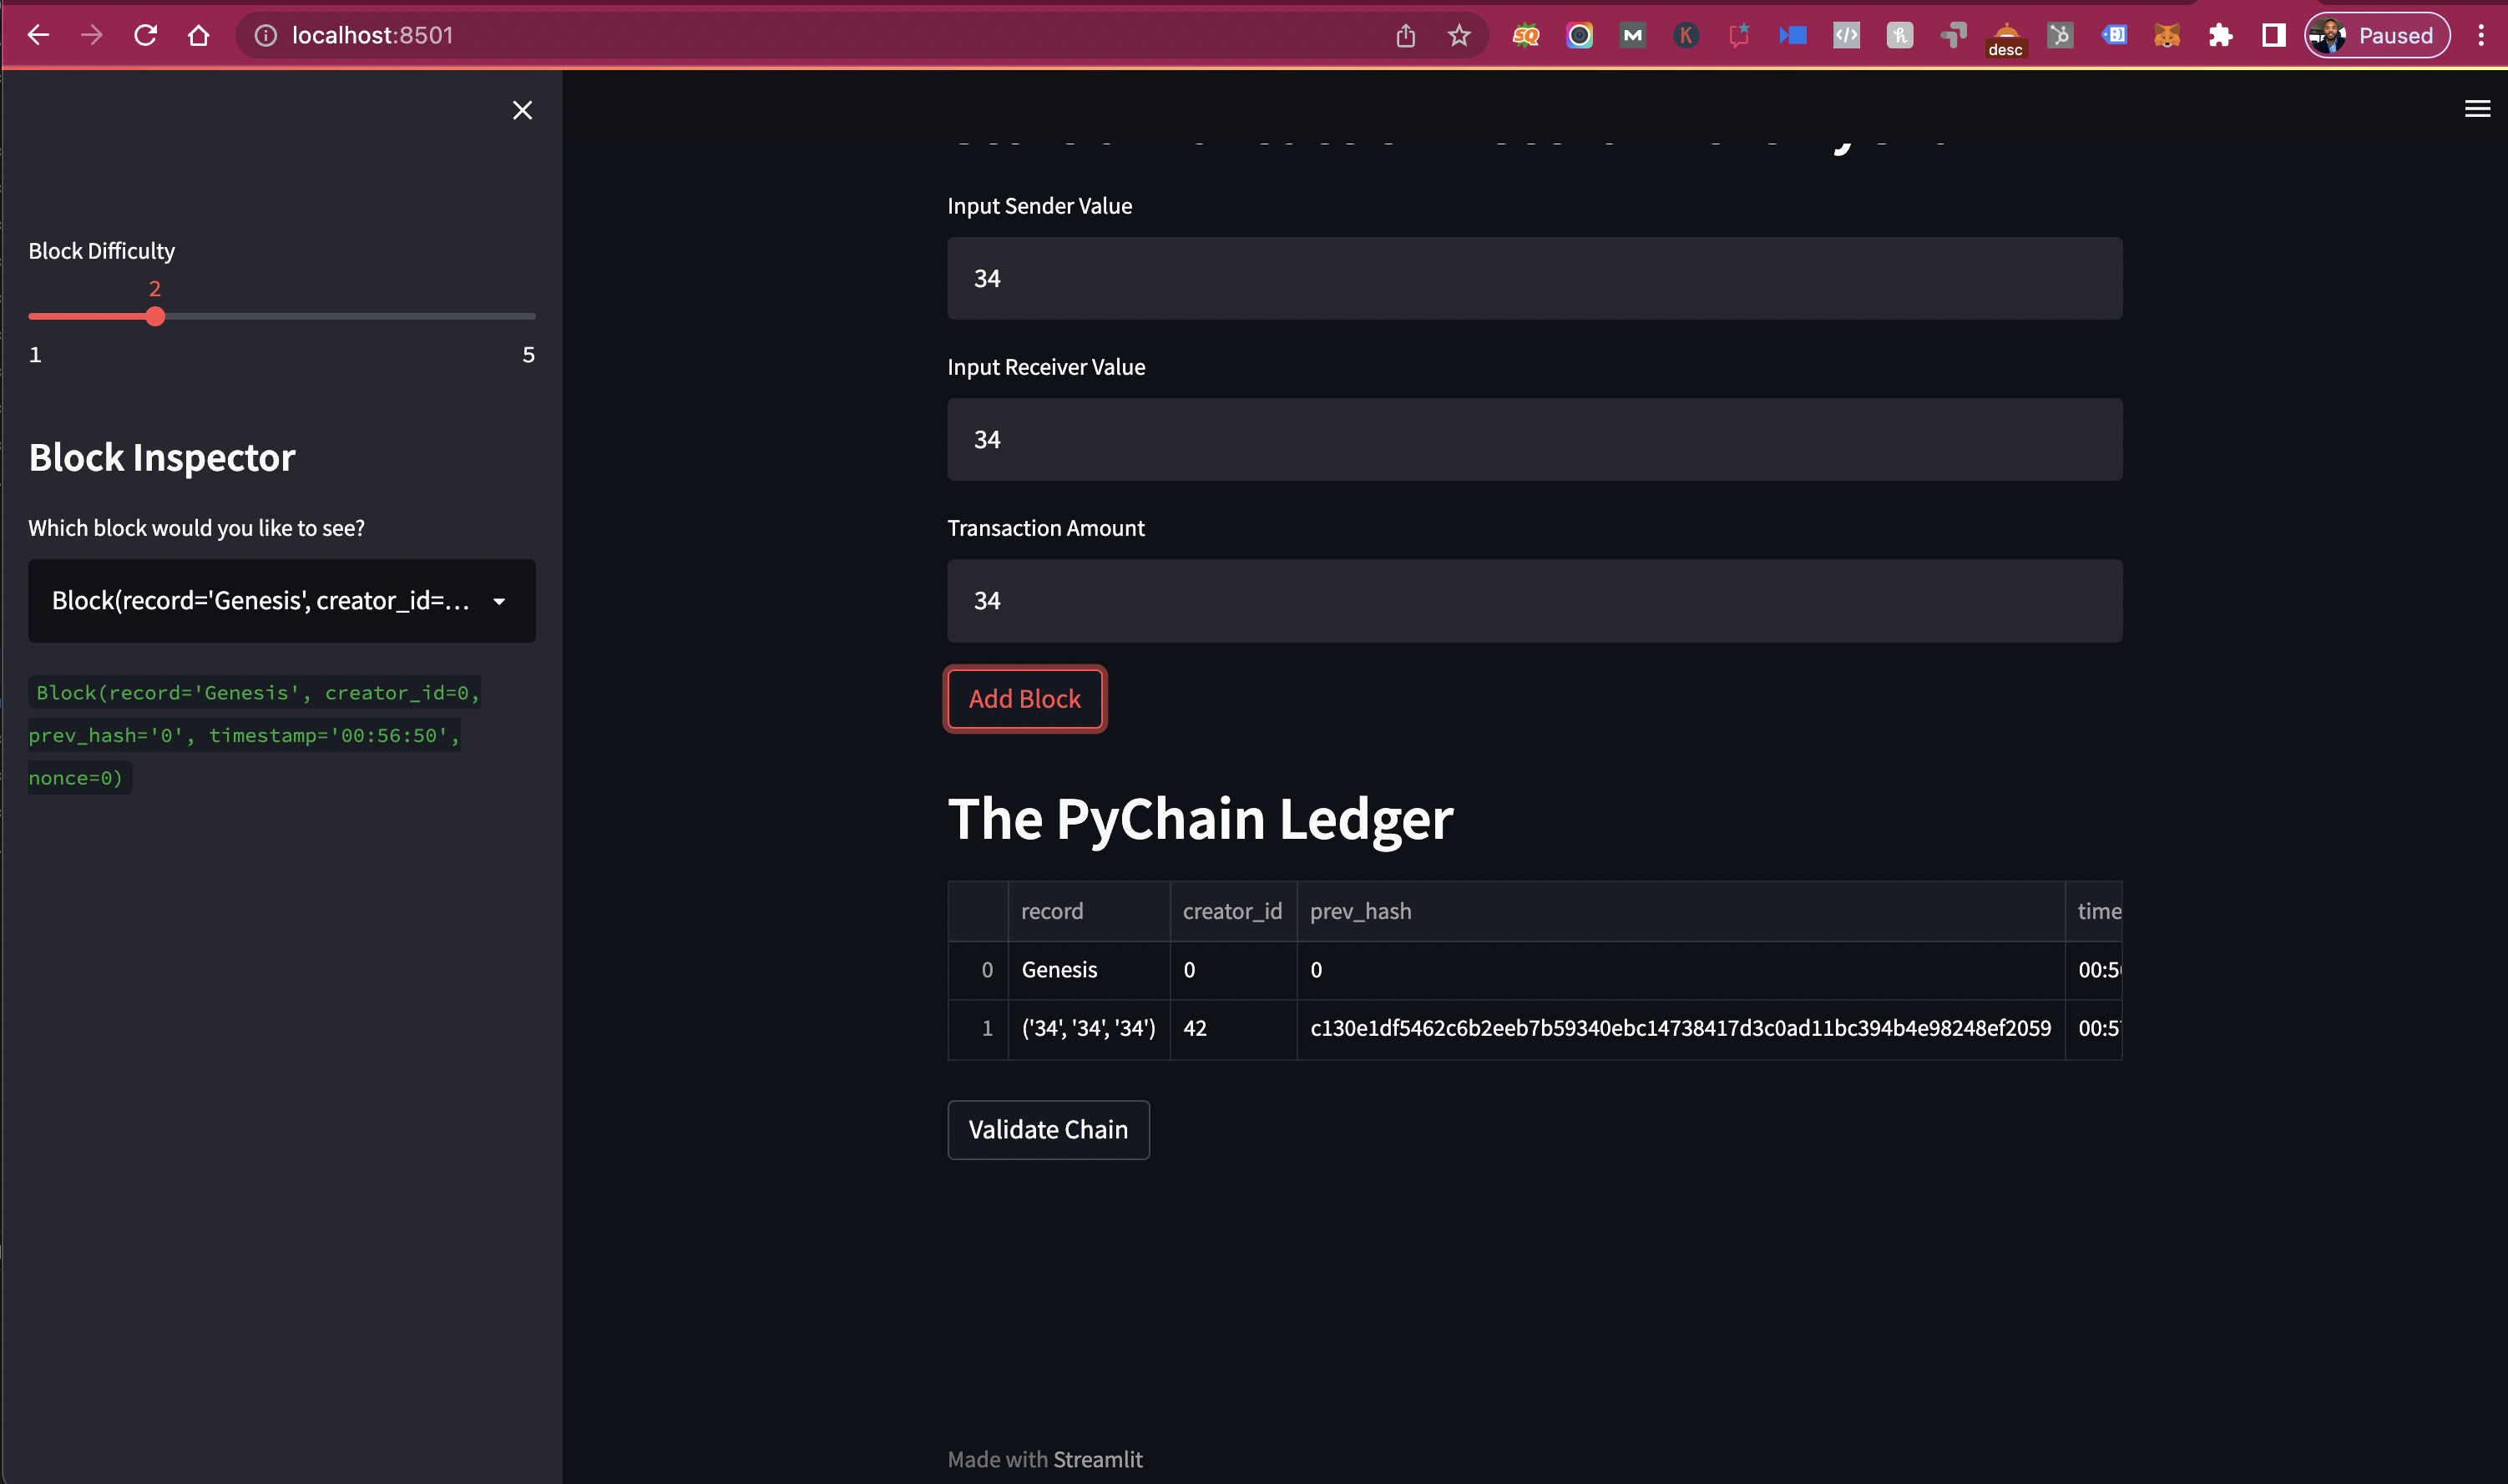 localhost:8501
desc
Paused
Block Difficulty
2
1 5
Block Inspector
Which block would you like to see?
Block(record='Genesis', creator_id=...
Block(record='Genesis', creator_id=0,
prev_hash='0', timestamp='00:56:50',
nonce=0)
Input Sender Value
34
Input Receiver Value
34
Transaction Amount
34
Add Block
The PyChain Ledger
record creator_id prev_hash time
0 Genesis 0 0 00:5
1 ('34', '34', '34') 42 c130e1df5462c6b2eeb7b59340ebc14738417d3c0ad11bc394b4e98248ef2059 00:5
Validate Chain
Made with Streamlit